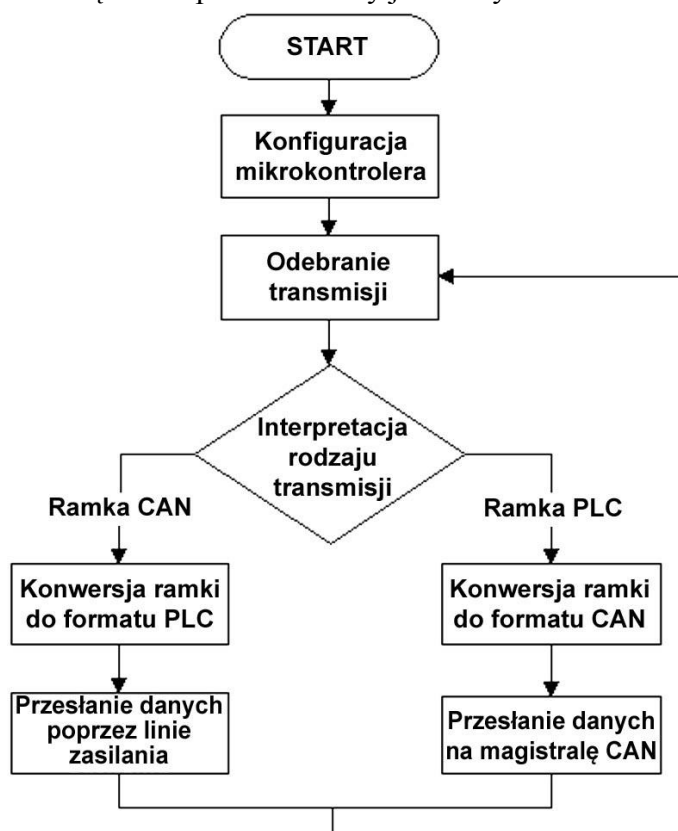 START
Konfiguracja
mikrokontrolera
Odebranie
transmisji
Interpretacja
rodzaju
transmisji
Ramka CAN
Ramka PLC
Konwersja ramki
do formatu PLC
Konwersja ramki
do formatu CAN
Przesłanie danych
poprzez linie
zasilania
Przesłanie danych
na magistralę CAN